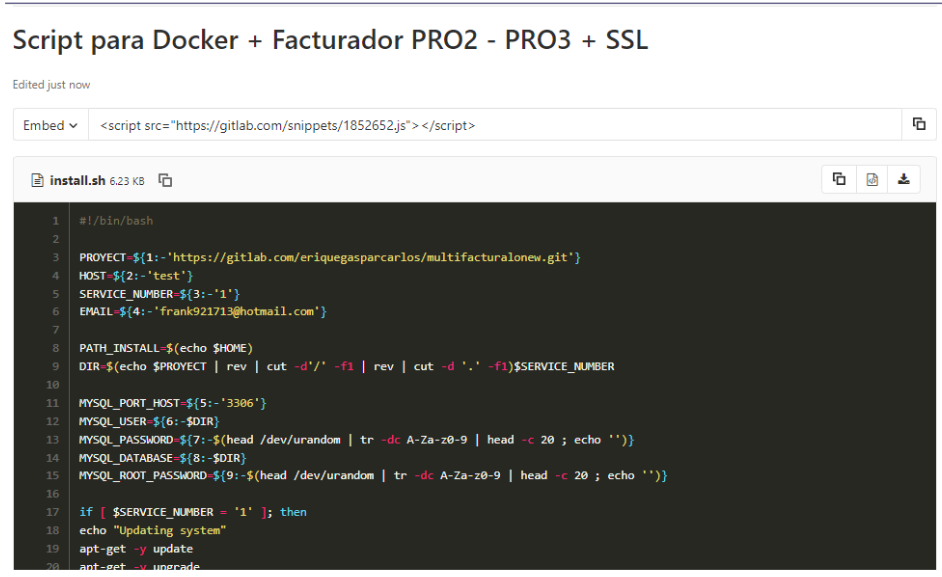 Script para Docker + Facturador PRO2 - PRO3 + SSL
Edited just now
Embed <script src="https://gitlab.com/snippets/1852652.js"></script>
install.sh 6.23 KB
1 #!/bin/bash
2
3 PROYECT=${1:-'https://gitlab.com/eriquegasparcarlos/multifacturalonew.git'}
4 HOST=${2:-'test'}
5 SERVICE_NUMBER=${3:-'1'}
6 EMAIL=${4:-'frank921713@hotmail.com'}
7
8 PATH_INSTALL=$(echo $HOME)
9 DIR=$(echo $PROYECT | rev | cut -d'/' -f1 | rev | cut -d '.' -f1)$SERVICE_NUMBER
10
11 MYSQL_PORT_HOST=${5:-'3306'}
12 MYSQL_USER=${6:-$DIR}
13 MYSQL_PASSWORD=${7:-$(head /dev/urandom | tr -dc A-Za-z0-9 | head -c 20 ; echo '')}
14 MYSQL_DATABASE=${8:-$DIR}
15 MYSQL_ROOT_PASSWORD=${9:-$(head /dev/urandom | tr -dc A-Za-z0-9 | head -c 20 ; echo '')}
16
17 if [ $SERVICE_NUMBER = '1' ]; then
18 echo "Updating system"
19 apt-get -y update
20 apt-get -y upgrade